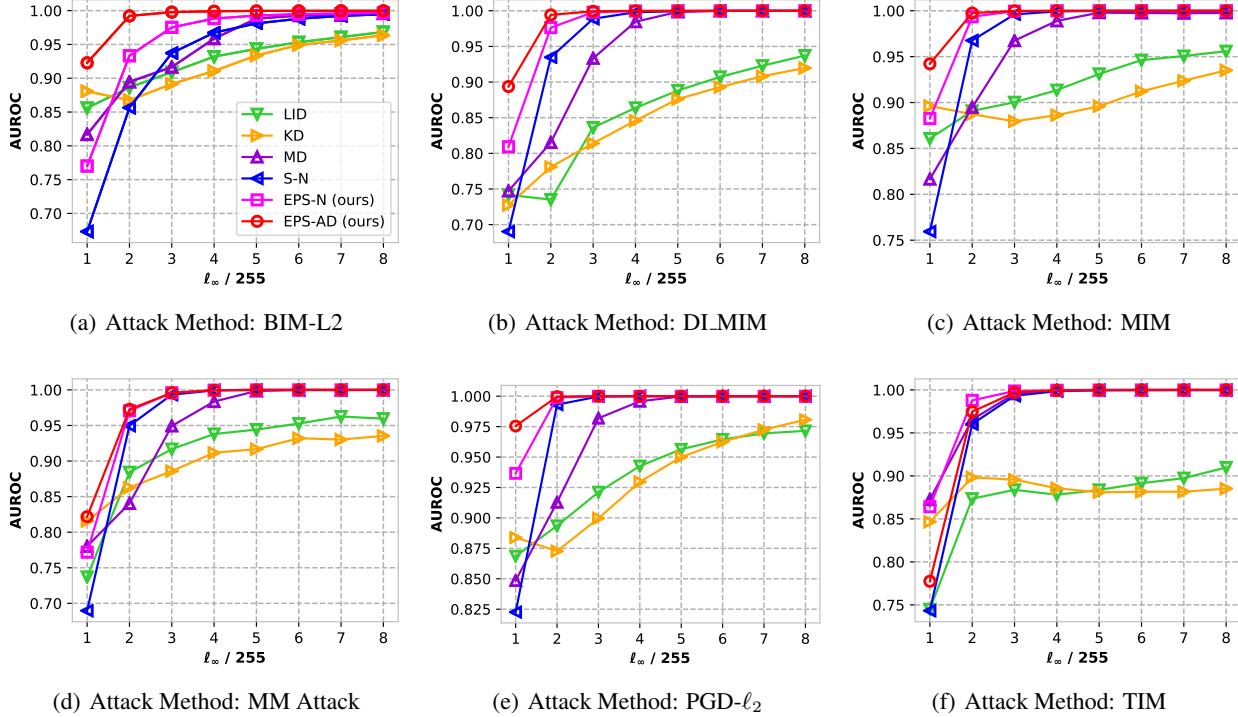 1.00
0.95
0.90
0.85
0.80
0.75
0.70
AUROC
LID
KD
MD
S-N
EPS-N (ours)
EPS-AD (ours)
1 2 3 4 5 6 7 8
ℓ∞ / 255
(a) Attack Method: BIM-L2
1.00
0.95
0.90
0.85
0.80
0.75
0.70
AUROC
1 2 3 4 5 6 7 8
ℓ∞ / 255
(b) Attack Method: DI_MIM
1.00
0.95
0.90
0.85
0.80
0.75
AUROC
1 2 3 4 5 6 7 8
ℓ∞ / 255
(c) Attack Method: MIM
1.00
0.95
0.90
0.85
0.80
0.75
0.70
AUROC
1 2 3 4 5 6 7 8
ℓ∞ / 255
(d) Attack Method: MM Attack
1.000
0.975
0.950
0.925
0.900
0.875
0.850
0.825
AUROC
1 2 3 4 5 6 7 8
ℓ∞ / 255
(e) Attack Method: PGD-ℓ₂
1.00
0.95
0.90
0.85
0.80
0.75
AUROC
1 2 3 4 5 6 7 8
ℓ∞ / 255
(f) Attack Method: TIM